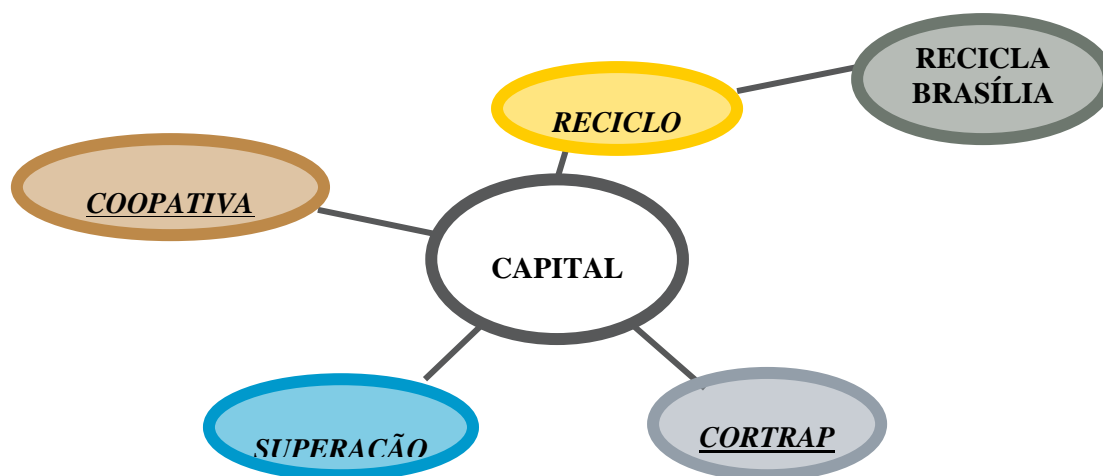 RECICLA
BRASÍLIA
RECICLO
COOPATIVA
CAPITAL
SUPERAÇÃO
CORTRAP